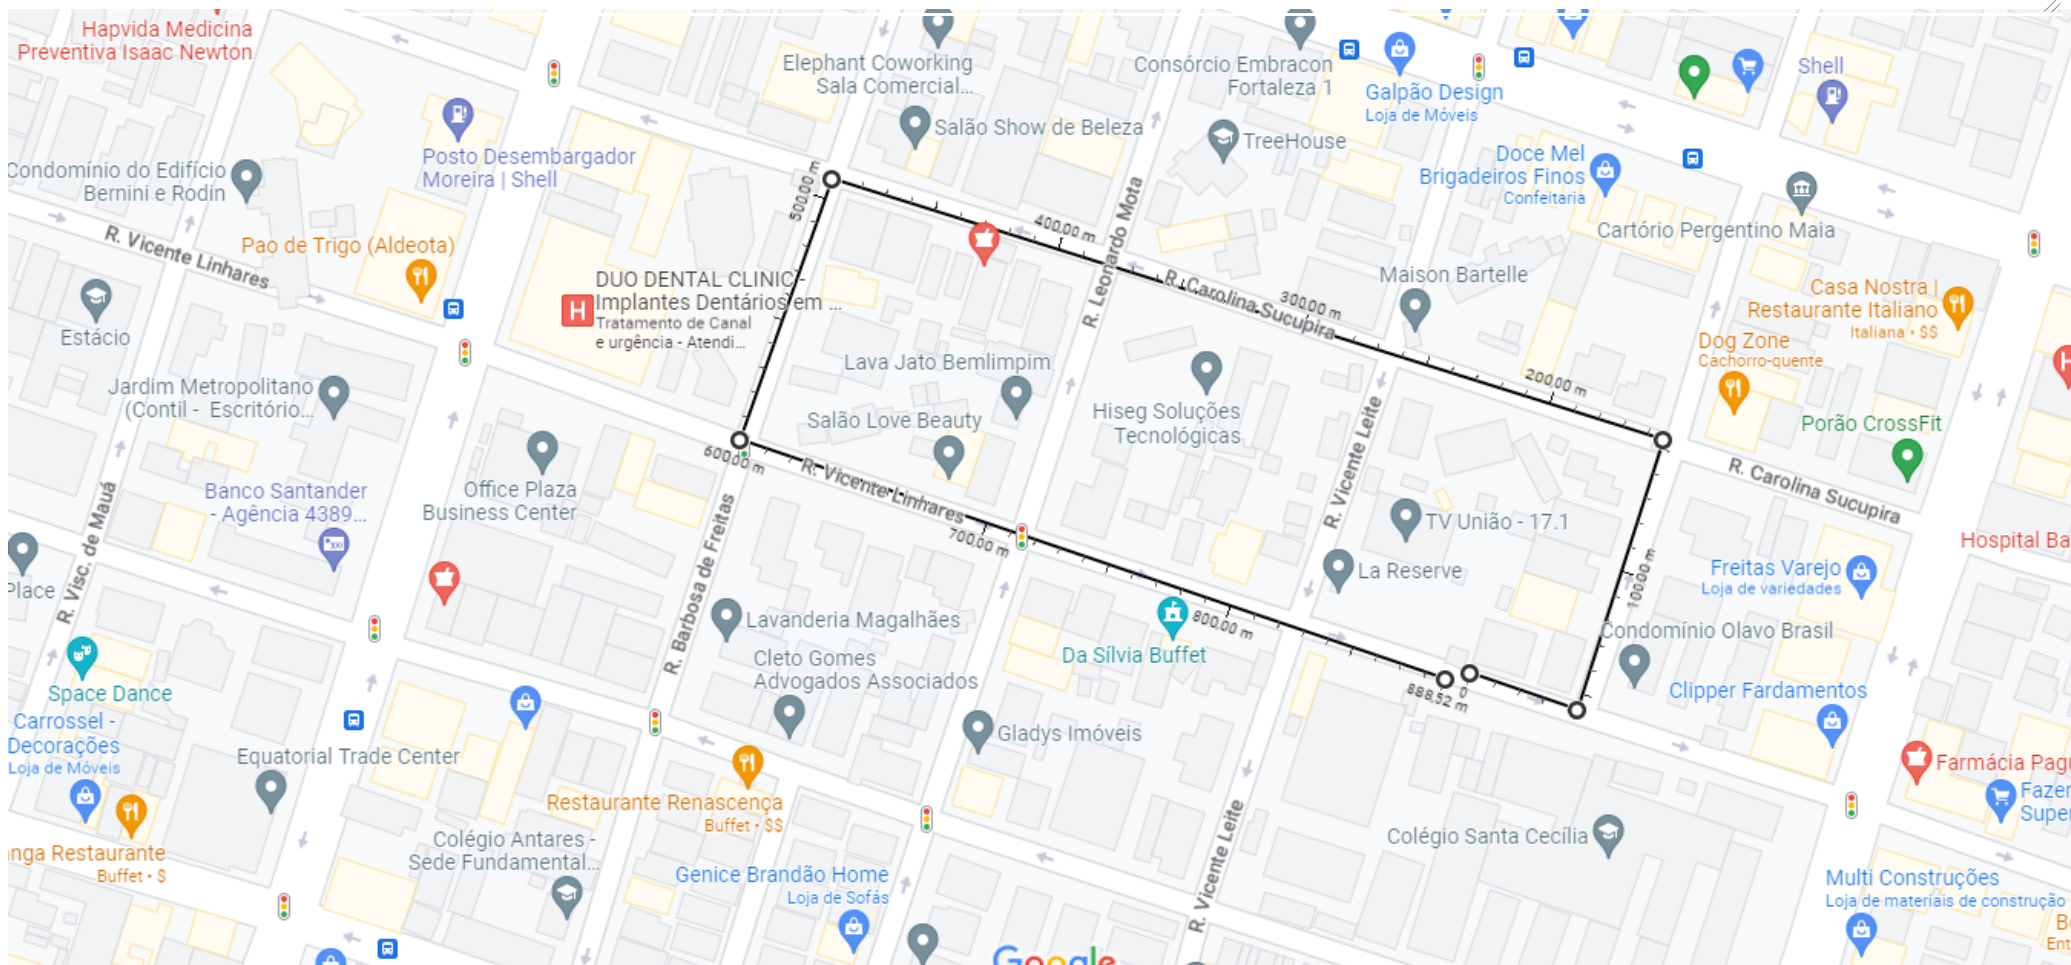 Hapvida Medicina
Preventiva Isaac Newton
Elephant Coworking
Sala Comercial...
Consórcio Embracon
Fortaleza 1
Galpão Design
Loja de Móveis
Shell
Salão Show de Beleza
TreeHouse
Posto Desembargador
Moreira | Shell
Condomínio do Edifício
Bernini e Rodin
Doce Mel
Brigadeiros Finos
Confeitaria
500,00 m
R. Leonardo Mota
400,00 m
Cartório Pergentino Maia
R. Vicente Linhares
Pao de Trigo (Aldeota)
DUO DENTAL CLINIC -
Implantes Dentários em ...
Tratamento de Canal
e urgência - Atendi...
R. Carolina Sucupira
300,00 m
Maison Bartelle
Casa Nostra |
Restaurante Italiano
Italiana • $$
Estácio
Dog Zone
Cachorro-quente
Lava Jato Bemlimpim
200,00 m
Jardim Metropolitano
(Contil - Escritório...
Salão Love Beauty
Hiseg Soluções
Tecnológicas
R. Vicente Leite
Porão CrossFit
600,00 m
R. Vicente Linhares
R. Carolina Sucupira
Banco Santander
- Agência 4389...
Office Plaza
Business Center
R. Visc. de Mauá
R. Barbosa de Freitas
700,00 m
TV União - 17.1
Hospital Ba
Place
La Reserve
100,00 m
Freitas Varejo
Loja de variedades
Lavanderia Magalhães
800,00 m
Condomínio Olavo Brasil
Da Sílvia Buffet
Cleto Gomes
Advogados Associados
Space Dance
888,52 m
0
Clipper Fardamentos
Carrossel -
Decorações
Loja de Móveis
Gladys Imóveis
Equatorial Trade Center
Farmácia Pagu
Restaurante Renascença
Buffet • $$
Fazer
Super
R. Vicente Leite
Colégio Santa Cecília
Colégio Antares -
Sede Fundamental...
nga Restaurante
Buffet • $
Genice Brandão Home
Loja de Sofás
Multi Construções
Loja de materiais de construção
B
Ent
Google